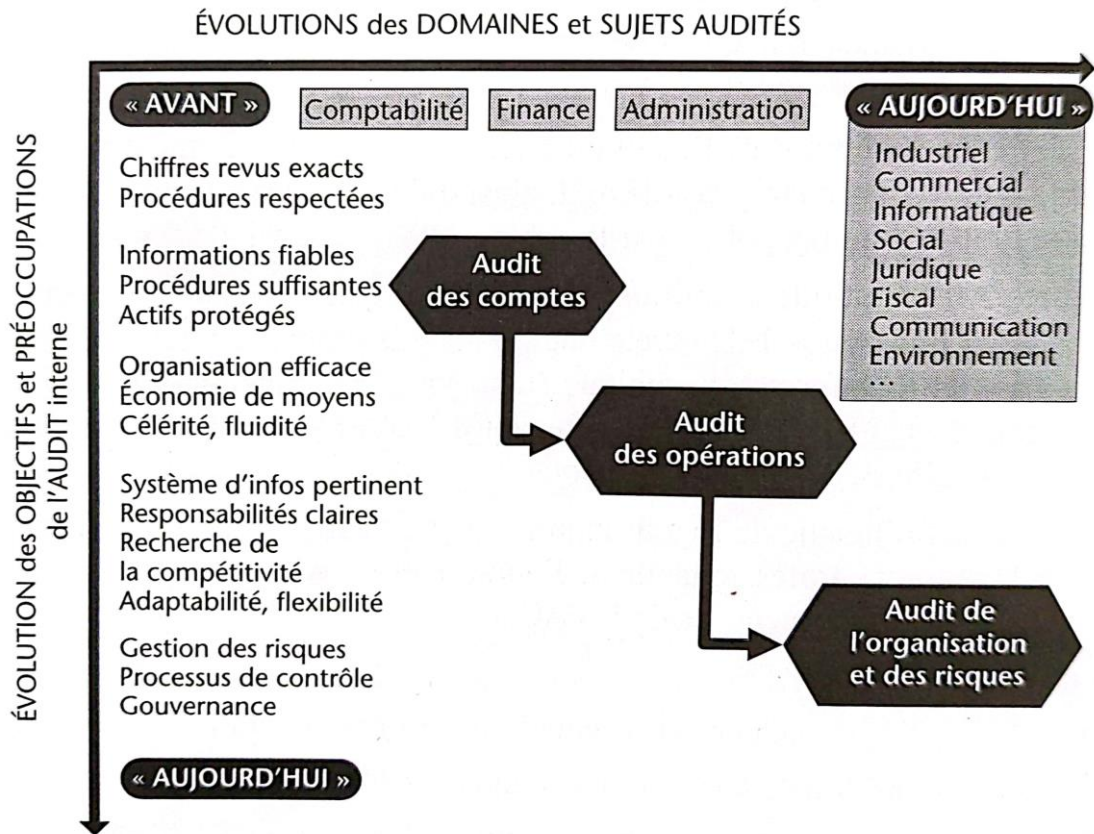 ÉVOLUTIONS des DOMAINES et SUJETS AUDITÉS
« AVANT »
Comptabilité
Finance
Administration
« AUJOURD'HUI »
Industriel
Commercial
Informatique
Social
Juridique
Fiscal
Communication
Environnement
...
ÉVOLUTION des OBJECTIFS et PRÉOCCUPATIONS
de l'AUDIT interne
Chiffres revus exacts
Procédures respectées
Informations fiables
Procédures suffisantes
Actifs protégés
Organisation efficace
Économie de moyens
Célérité, fluidité
Système d'infos pertinent
Responsabilités claires
Recherche de
la compétitivité
Adaptabilité, flexibilité
Gestion des risques
Processus de contrôle
Gouvernance
« AUJOURD'HUI »
Audit
des comptes
Audit
des opérations
Audit de
l'organisation
et des risques